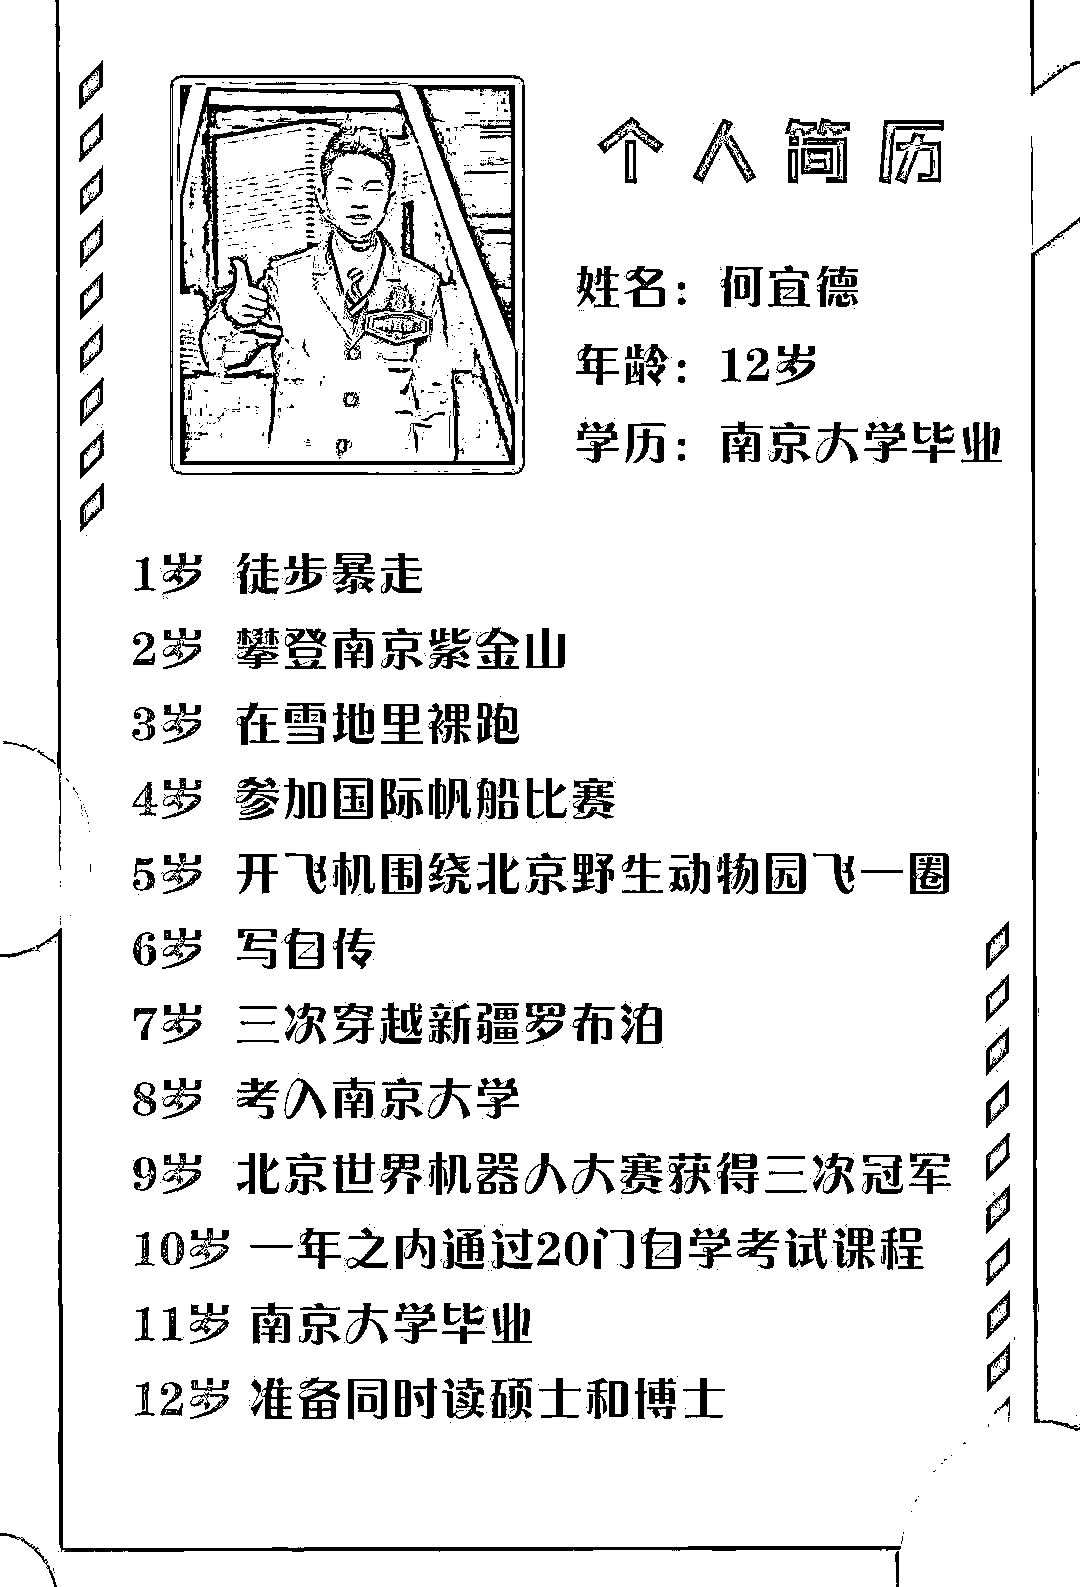 个人简历
姓名：何宜德
年龄：12岁
学历：南京大学毕业
1岁 徒步暴走
2岁 攀登南京紫金山
3岁 在雪地里裸跑
4岁 参加国际帆船比赛
5岁 开飞机围绕北京野生动物园飞一圈
6岁 写自传
7岁 三次穿越新疆罗布泊
8岁 考入南京大学
9岁 北京世界机器人大赛获得三次冠军
10岁 一年之内通过20门自学考试课程
11岁 南京大学毕业
12岁 准备同时读硕士和博士